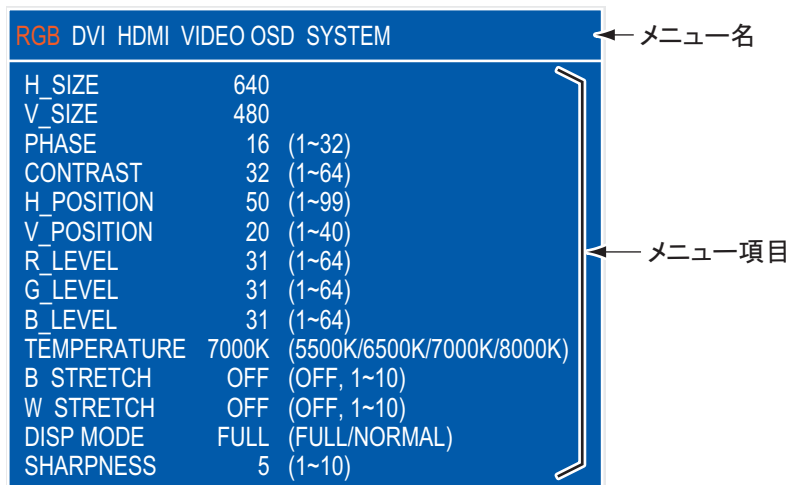 RGB DVI HDMI VIDEO OSD SYSTEM
メニュー名
H_SIZE 640
V_SIZE 480
PHASE 16 (1~32)
CONTRAST 32 (1~64)
H_POSITION 50 (1~99)
V_POSITION 20 (1~40)
メニュー項目
R_LEVEL 31 (1~64)
G_LEVEL 31 (1~64)
B_LEVEL 31 (1~64)
TEMPERATURE 7000K (5500K/6500K/7000K/8000K)
B STRETCH OFF (OFF, 1~10)
W STRETCH OFF (OFF, 1~10)
DISP MODE FULL (FULL/NORMAL)
SHARPNESS 5 (1~10)